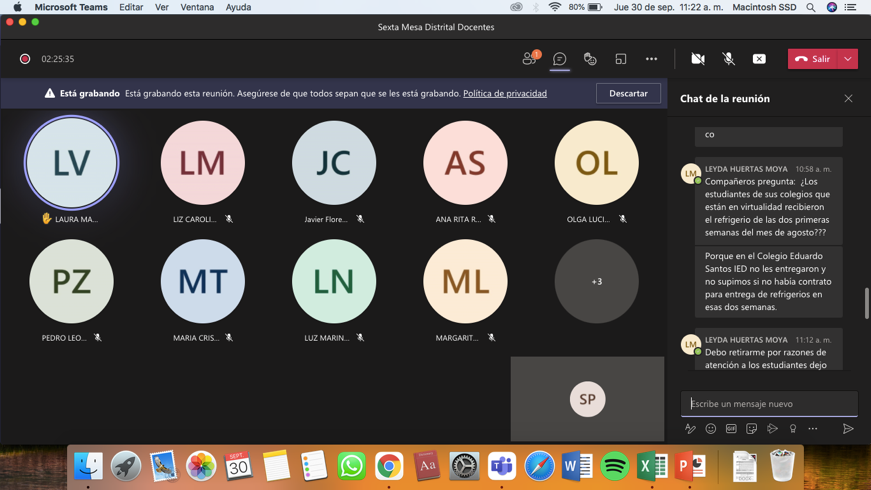 Microsoft Teams Editar Ver Ventana Ayuda 80% Jue 30 de sep. 11:22 a. m. Macintosh SSD
Sexta Mesa Distrital Docentes
02:25:35
1
Salir
Está grabando Está grabando esta reunión. Asegúrese de que todos sepan que se les está grabando. Política de privacidad
Descartar
LV
LM
JC
AS
OL
LAURA MA...
LIZ CAROLI...
Javier Flore...
ANA RITA R...
OLGA LUCI...
PZ
MT
LN
ML
+3
PEDRO LEO...
MARIA CRIS...
LUZ MARIN...
MARGARIT...
SP
Chat de la reunión
co
LM
LEYDA HUERTAS MOYA 10:58 a. m.
Compañeros pregunta: ¿Los
estudiantes de sus colegios que
están en virtualidad recibieron
el refrigerio de las dos primeras
semanas del mes de agosto???
Porque en el Colegio Eduardo
Santos IED no les entregaron y
no supimos si no había contrato
para entrega de refrigerios en
esas dos semanas.
LM
LEYDA HUERTAS MOYA 11:12 a. m.
Debo retirarme por razones de
atención a los estudiantes dejo
Escribe un mensaje nuevo
GIF
SEPT.
30
Aa
W
X
P